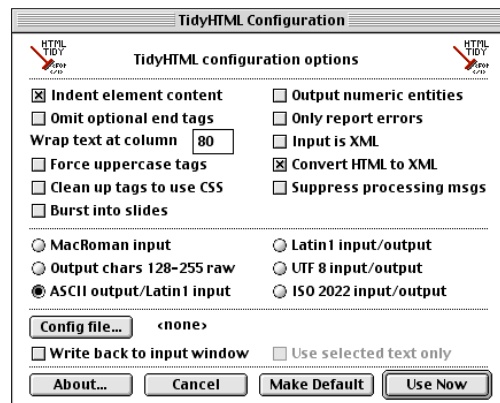 TidyHTML Configuration
HTML
TIDY
TidyHTML configuration options
HTML
TIDY
Indent element content
Output numeric entities
Omit optional end tags
Only report errors
Wrap text at column 80
Input is XML
Force uppercase tags
Convert HTML to XML
Clean up tags to use CSS
Suppress processing msgs
Burst into slides
MacRoman input
Latin1 input/output
Output chars 128-255 raw
UTF 8 input/output
ASCII output/Latin1 input
ISO 2022 input/output
Config file... <none>
Write back to input window
Use selected text only
About... Cancel Make Default Use Now